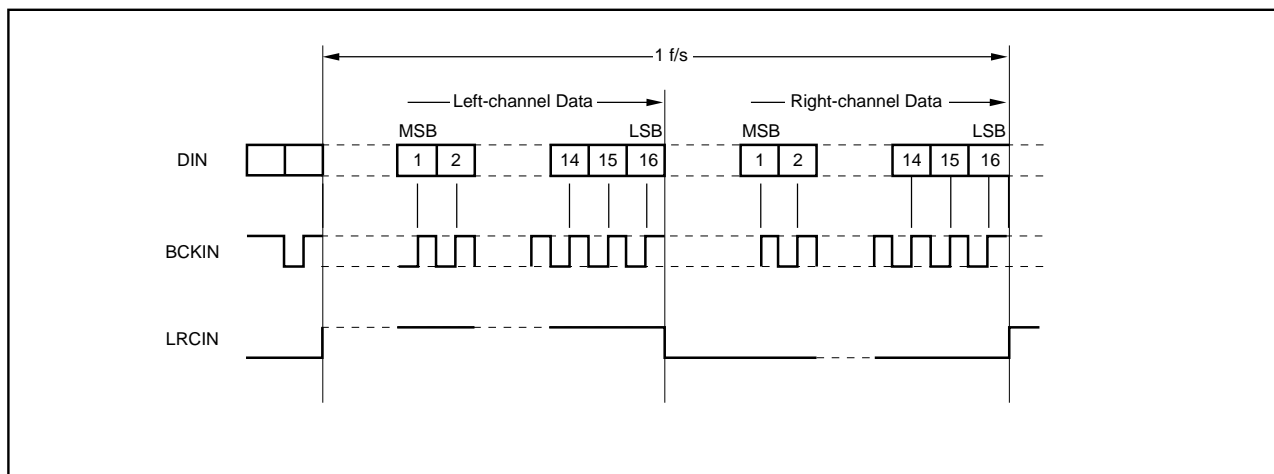 1 f/s
Left-channel Data
Right-channel Data
MSB
LSB
MSB
LSB
DIN
1 2 14 15 16 1 2 14 15 16
BCKIN
LRCIN